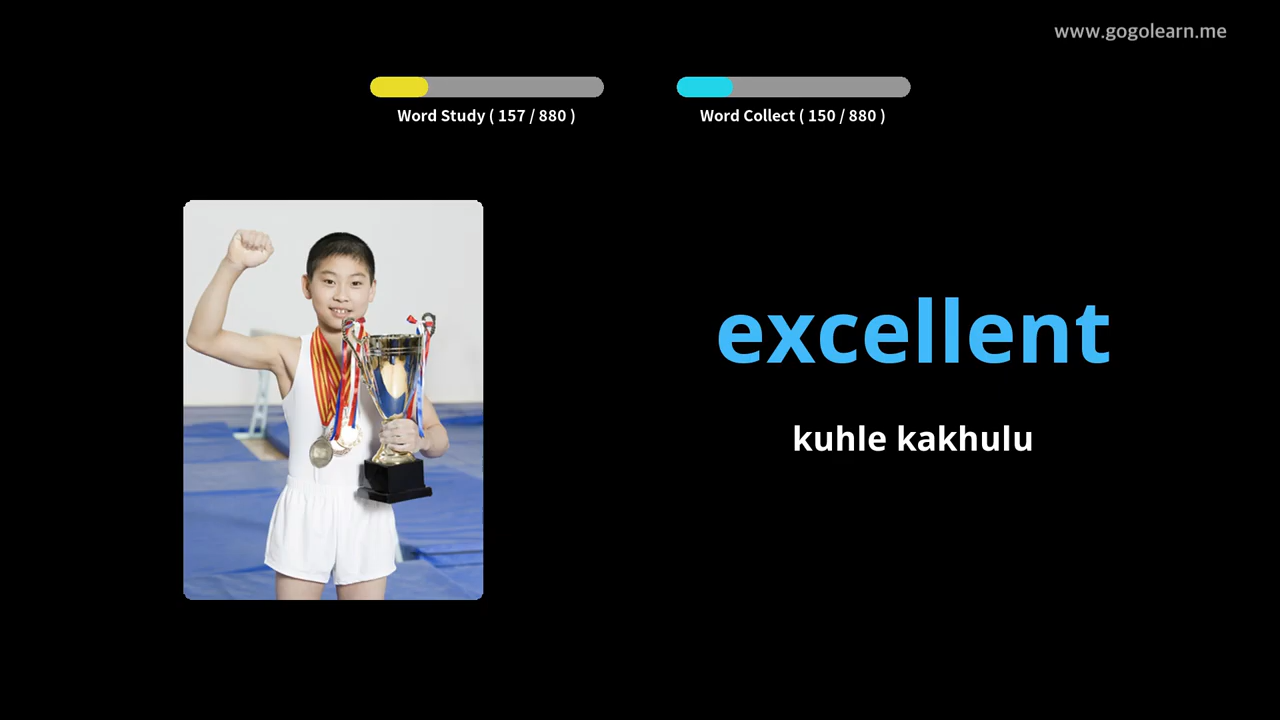 www.gogolearn.me
Word Study ( 157 / 880 )
Word Collect ( 150 / 880 )
excellent
kuhle kakhulu